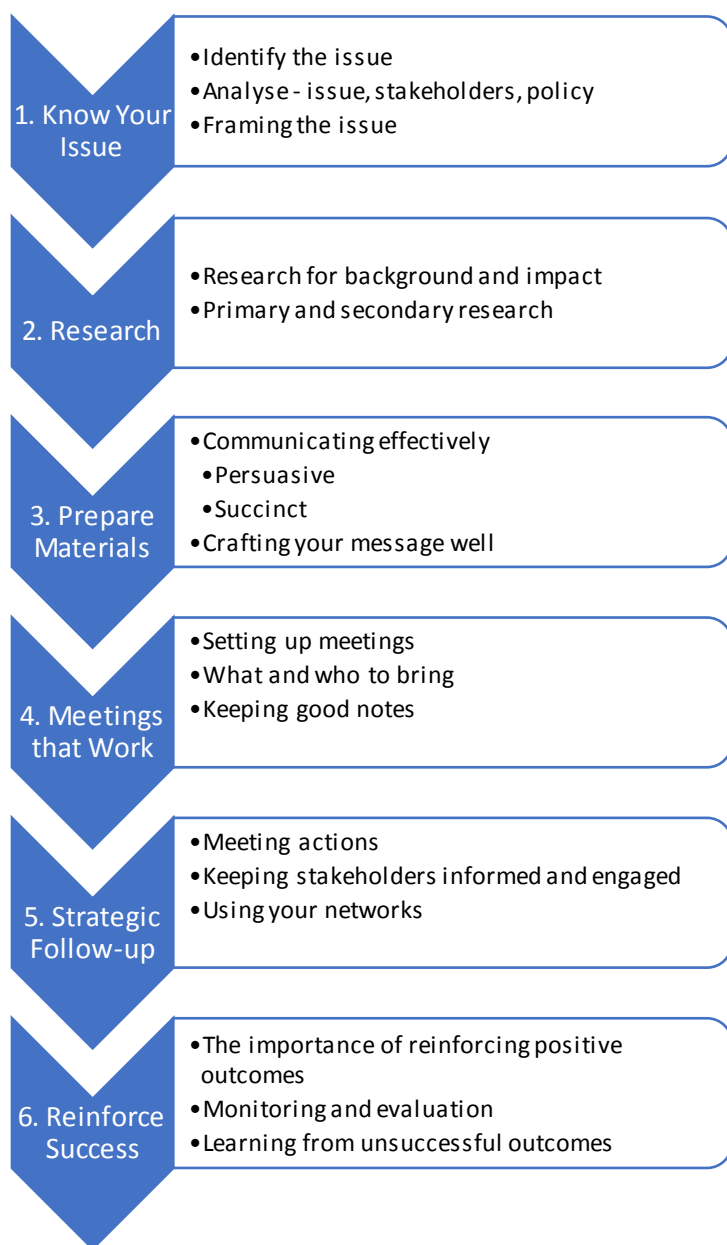 1. Know Your
Issue
•Identify the issue
•Analyse - issue, stakeholders, policy
•Framing the issue
2. Research
•Research for background and impact
•Primary and secondary research
3. Prepare
Materials
•Communicating effectively
•Persuasive
•Succinct
•Crafting your message well
4. Meetings
that Work
•Setting up meetings
•What and who to bring
•Keeping good notes
5. Strategic
Follow-up
•Meeting actions
•Keeping stakeholders informed and engaged
•Using your networks
6. Reinforce
Success
•The importance of reinforcing positive
outcomes
•Monitoring and evaluation
•Learning from unsuccessful outcomes